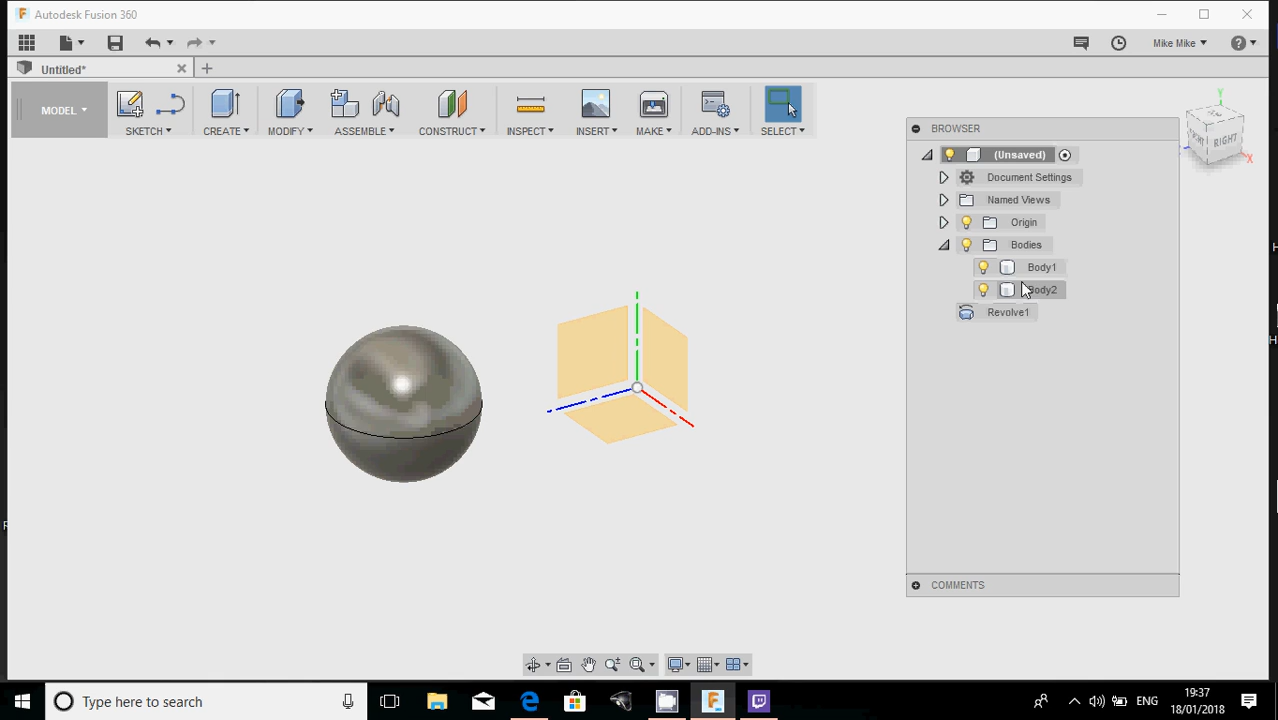 Autodesk Fusion 360
Mike Mike
Untitled*
MODEL
SKETCH
CREATE
MODIFY
ASSEMBLE
CONSTRUCT
INSPECT
INSERT
MAKE
ADD-INS
SELECT
Y
RIGHT
X
BROWSER
(Unsaved)
Document Settings
Named Views
Origin
Bodies
Body1
Body2
Revolve1
COMMENTS
Type here to search
ENG
19:37
18/01/2018